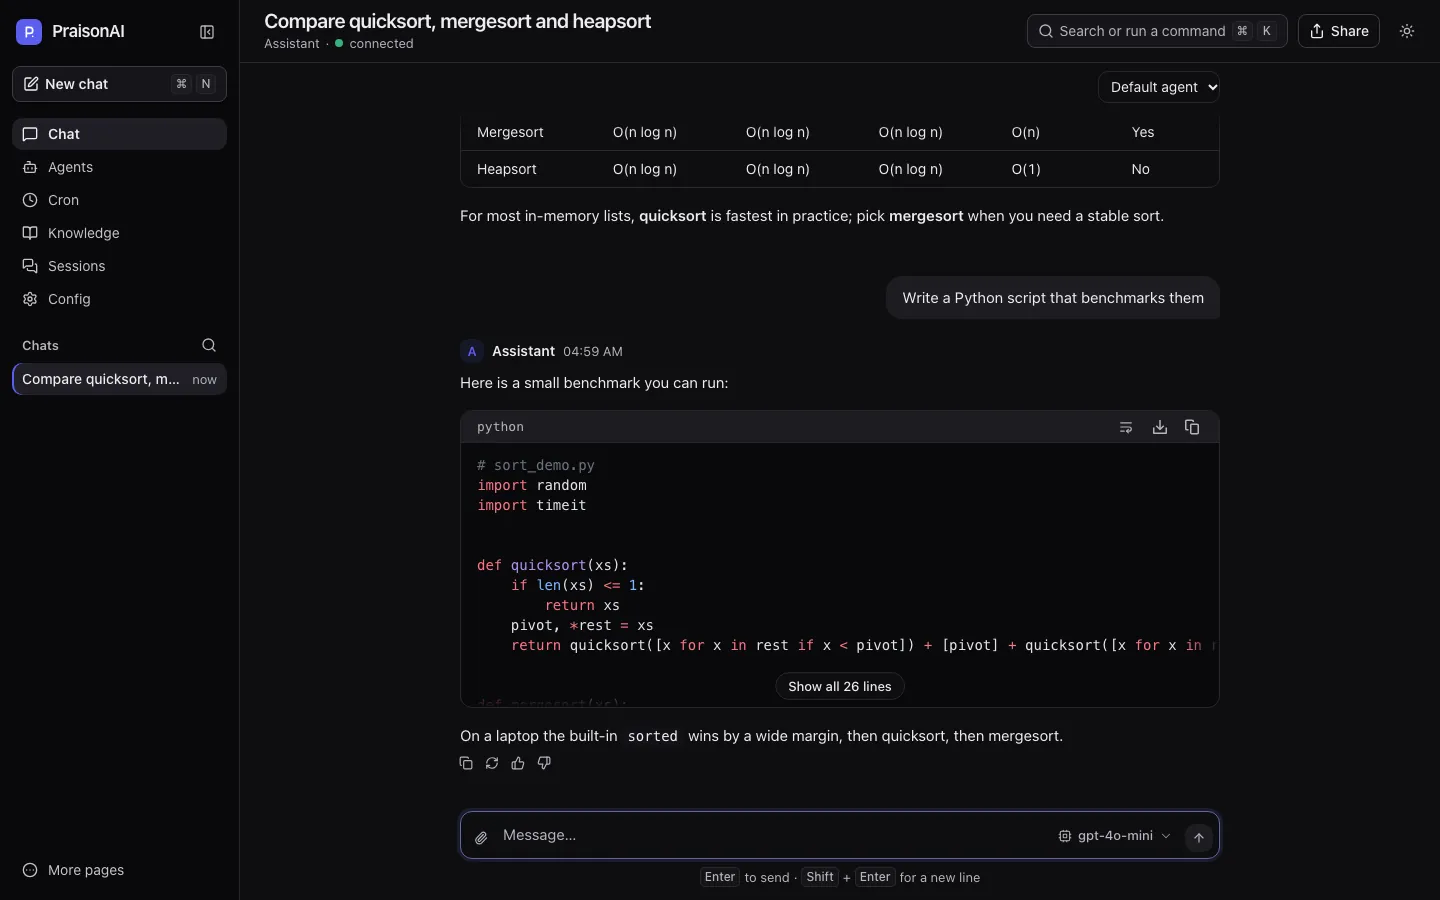 PraisonAI
New chat ⌘ N
Chat
Agents
Cron
Knowledge
Sessions
Config
Chats
Compare quicksort, m... now
More pages
Compare quicksort, mergesort and heapsort
Assistant · connected
Search or run a command ⌘ K
Share
Default agent
Mergesort O(n log n) O(n log n) O(n log n) O(n) Yes
Heapsort O(n log n) O(n log n) O(n log n) O(1) No
For most in-memory lists, quicksort is fastest in practice; pick mergesort when you need a stable sort.
Write a Python script that benchmarks them
A Assistant 04:59 AM
Here is a small benchmark you can run:
python
# sort_demo.py
import random
import timeit
def quicksort(xs):
    if len(xs) <= 1:
        return xs
    pivot, *rest = xs
    return quicksort([x for x in rest if x < pivot]) + [pivot] + quicksort([x for x in
def mergesort(xs):
Show all 26 lines
On a laptop the built-in sorted wins by a wide margin, then quicksort, then mergesort.
Message...
gpt-4o-mini
Enter to send · Shift + Enter for a new line